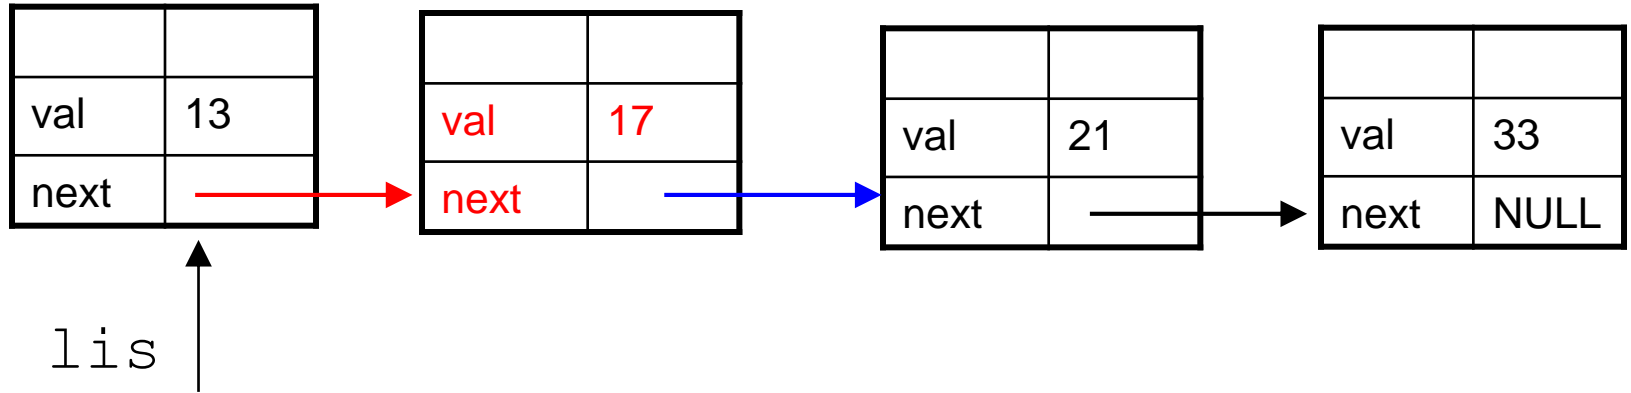 val 13
next
val 17
next
val 21
next
val 33
next NULL
lis